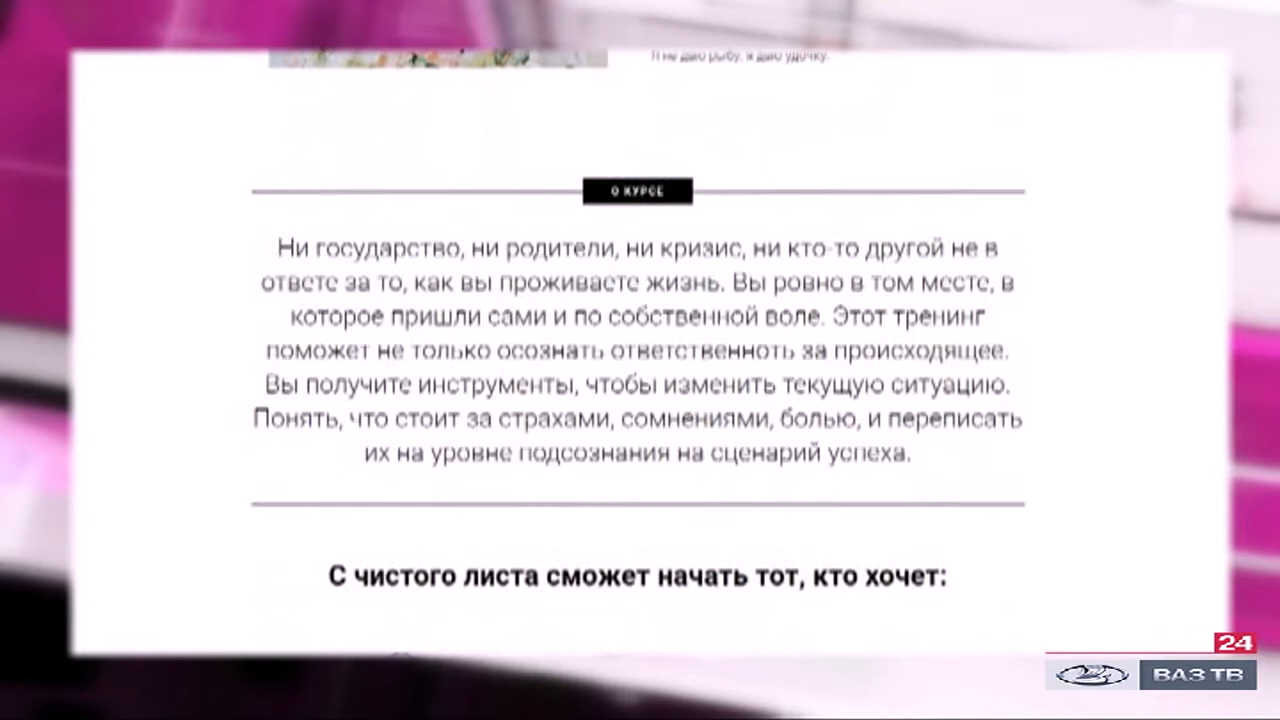 Я не даю рыбу, я даю удочку.
О КУРСЕ
Ни государство, ни родители, ни кризис, ни кто-то другой не в
ответе за то, как вы проживаете жизнь. Вы ровно в том месте, в
которое пришли сами и по собственной воле. Этот тренинг
поможет не только осознать ответственноть за происходящее.
Вы получите инструменты, чтобы изменить текущую ситуацию.
Понять, что стоит за страхами, сомнениями, болью, и переписать
их на уровне подсознания на сценарий успеха.
С чистого листа сможет начать тот, кто хочет:
24
ВАЗ ТВ